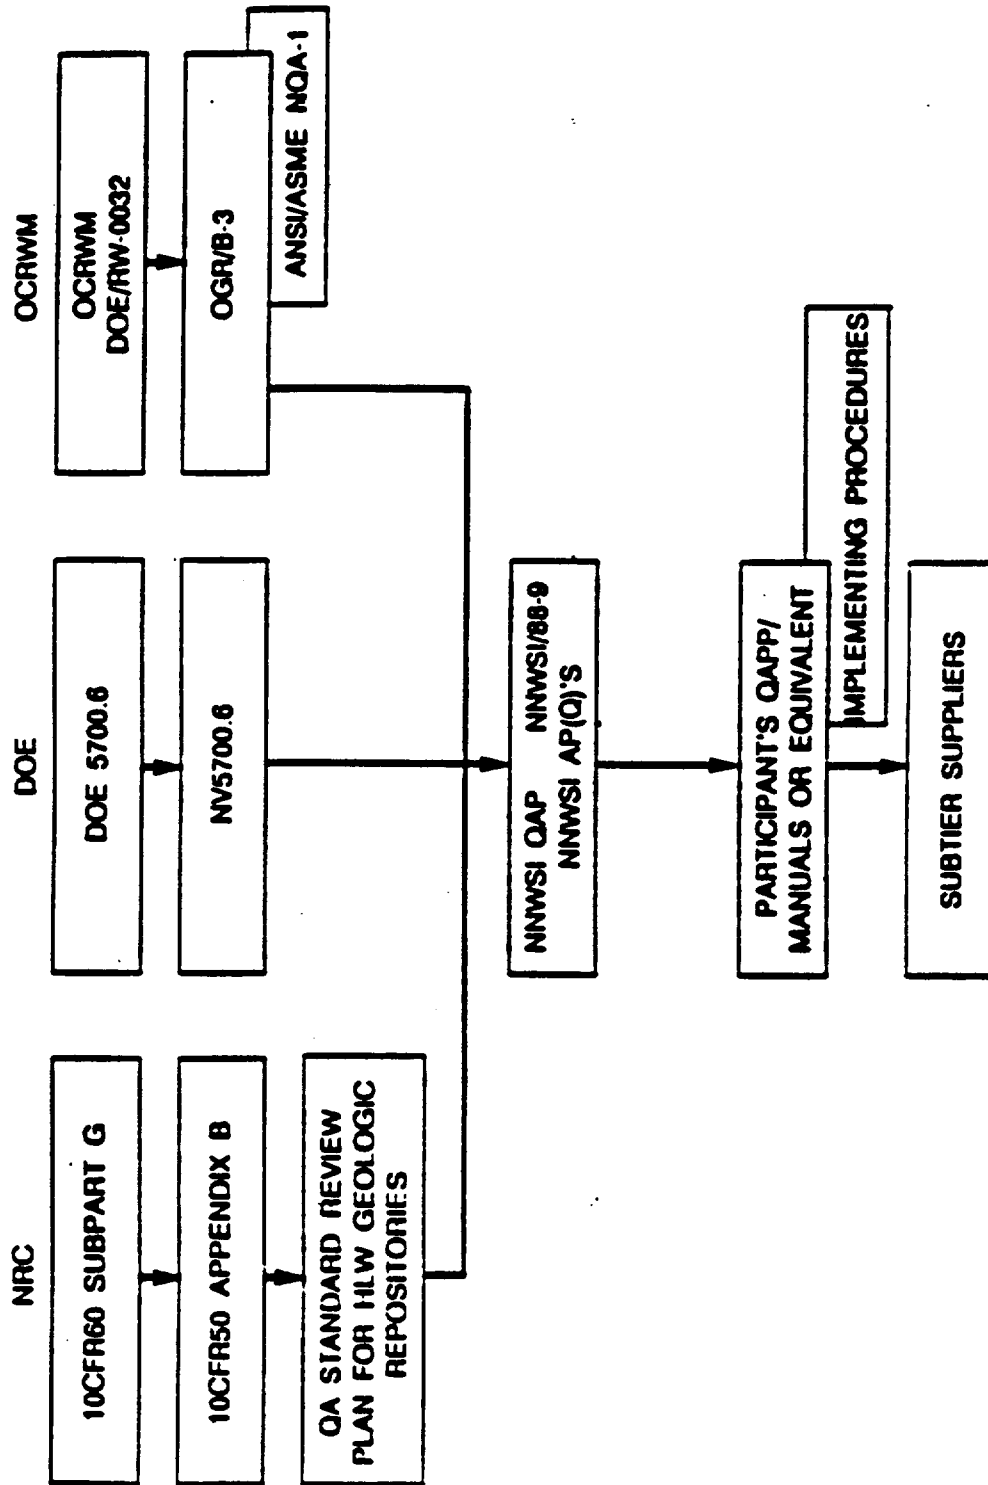 NRC
10CFR60 SUBPART G
10CFR50 APPENDIX B
QA STANDARD REVIEW
PLAN FOR HLW GEOLOGIC
REPOSITORIES
DOE
DOE 5700.6
NV5700.6
OCRWM
OCRWM
DOE/RW-0032
OGR/B-3
ANSI/ASME NQA-1
NNWSI QAP NNWSI/88-9
NNWSI AP(Q)'S
PARTICIPANT'S QAPP/
MANUALS OR EQUIVALENT
IMPLEMENTING PROCEDURES
SUBTIER SUPPLIERS